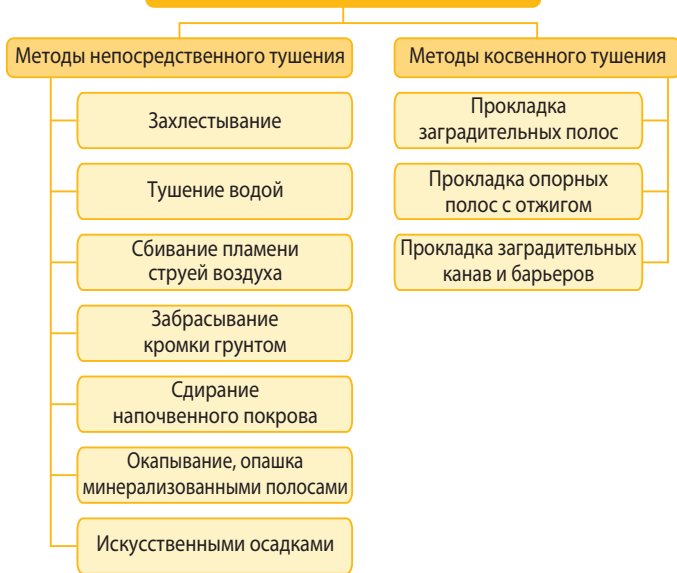 Методы непосредственного тушения
Захлестывание
Тушение водой
Сбивание пламени
струей воздуха
Забрасывание
кромки грунтом
Сдирание
напочвенного покрова
Окапывание, опашка
минерализованными полосами
Искусственными осадками
Методы косвенного тушения
Прокладка
заградительных полос
Прокладка опорных
полос с отжигом
Прокладка заградительных
канав и барьеров